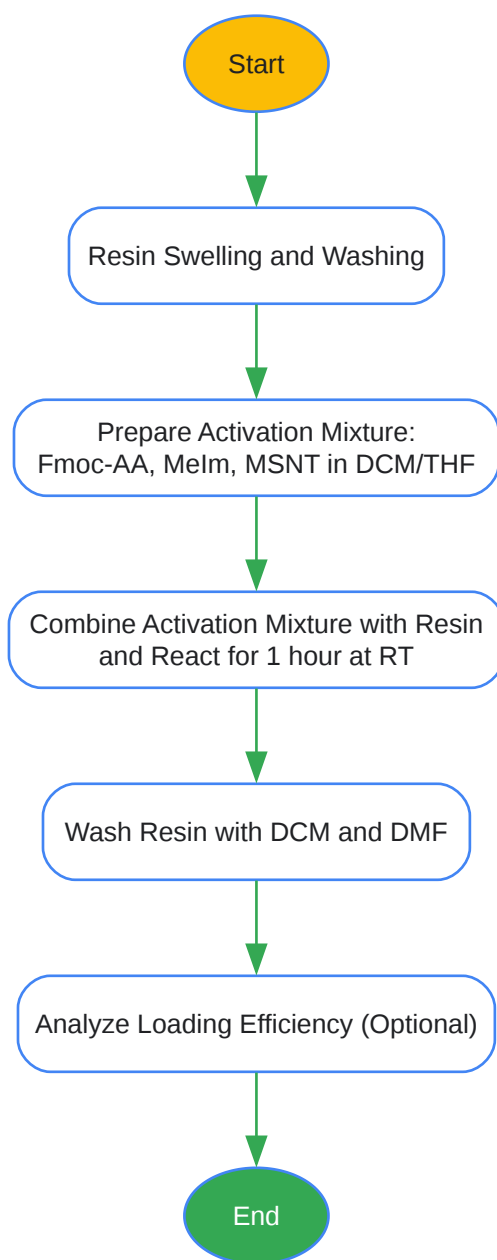 Start
Resin Swelling and Washing
Prepare Activation Mixture:
Fmoc-AA, MeIm, MSNT in DCM/THF
Combine Activation Mixture with Resin
and React for 1 hour at RT
Wash Resin with DCM and DMF
Analyze Loading Efficiency (Optional)
End